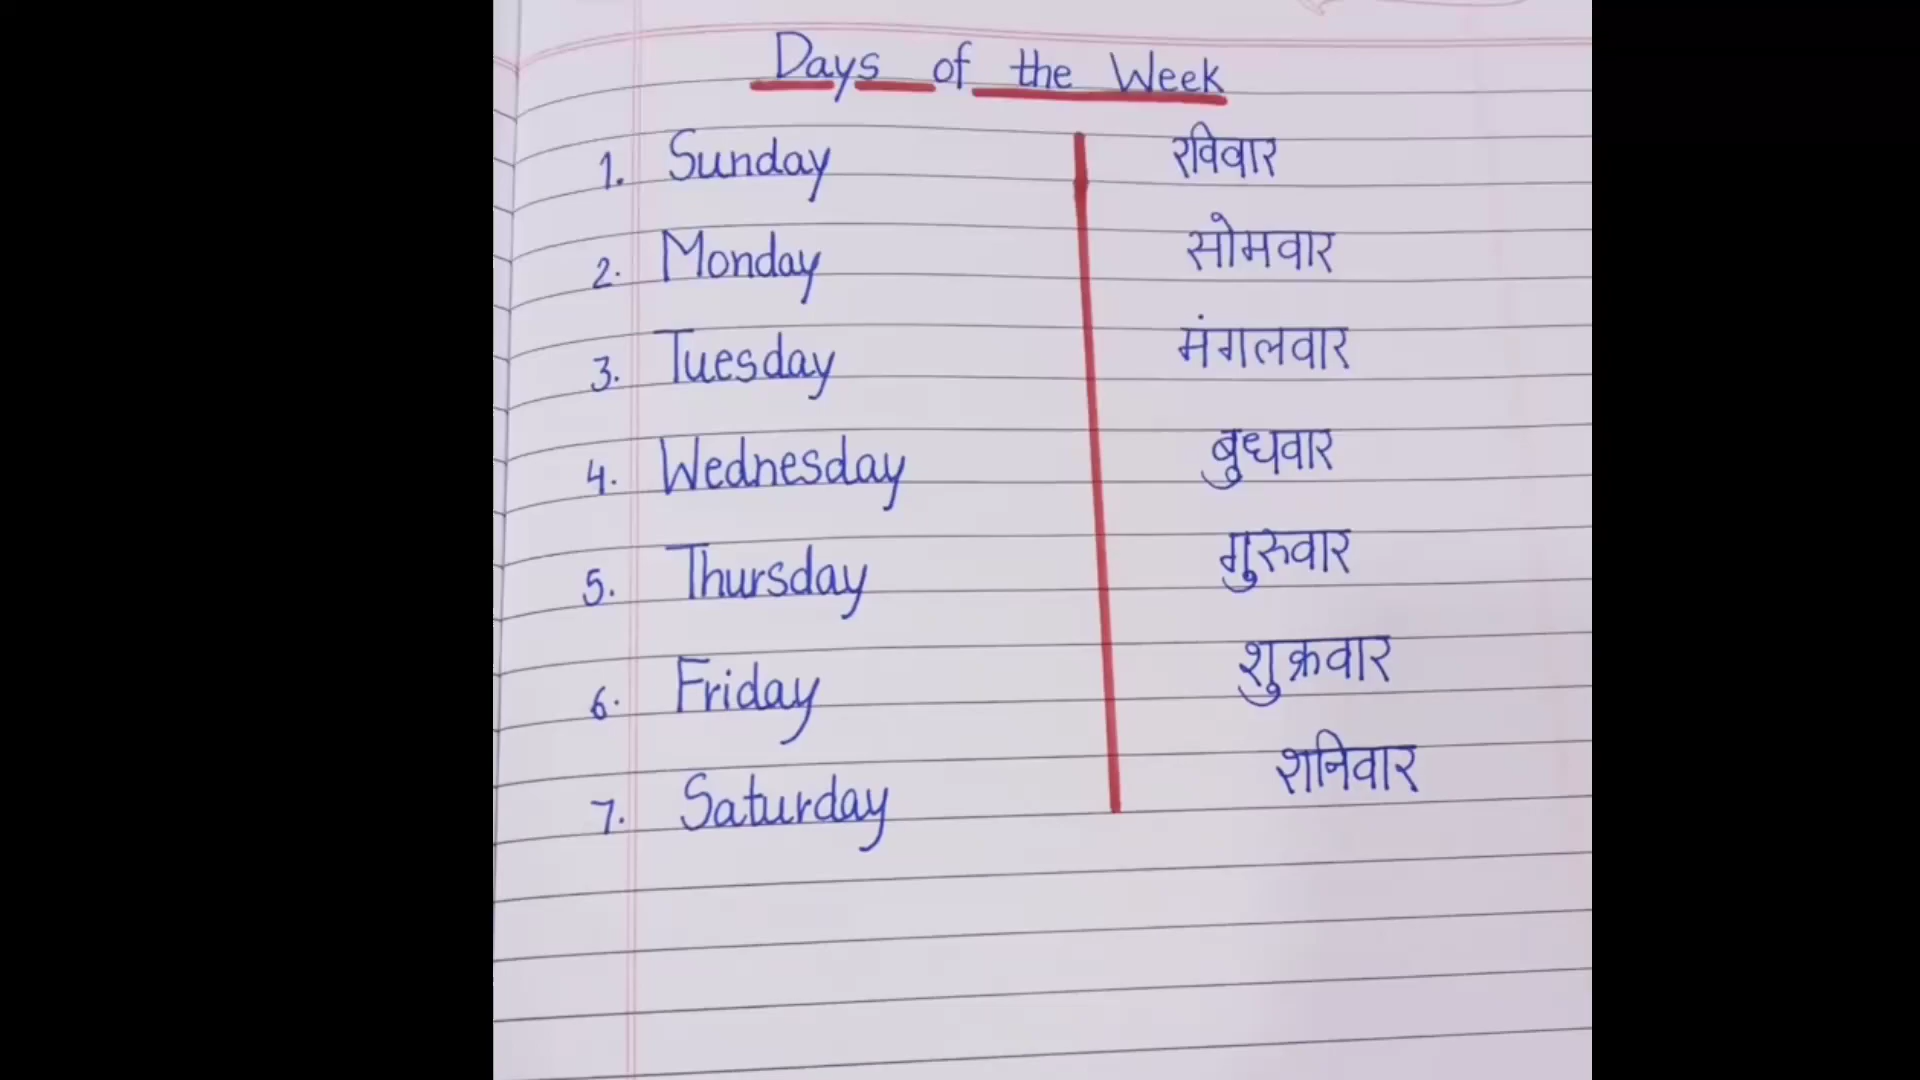 Days of the Week
1. Sunday रविवार
2. Monday सोमवार
3. Tuesday मंगलवार
4. Wednesday बुधवार
5. Thursday गुरुवार
6. Friday शुक्रवार
7. Saturday शनिवार